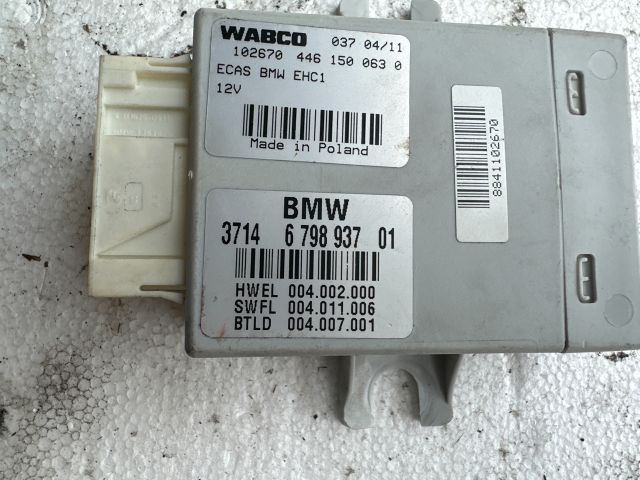 WABCO 037 04/11
102670 446 150 063 0
ECAS BMW EHC1
12V
Made in Poland
BMW
3714 6 798 937 01
HWEL 004.002.000
SWFL 004.011.006
BTLD 004.007.001
8841102670